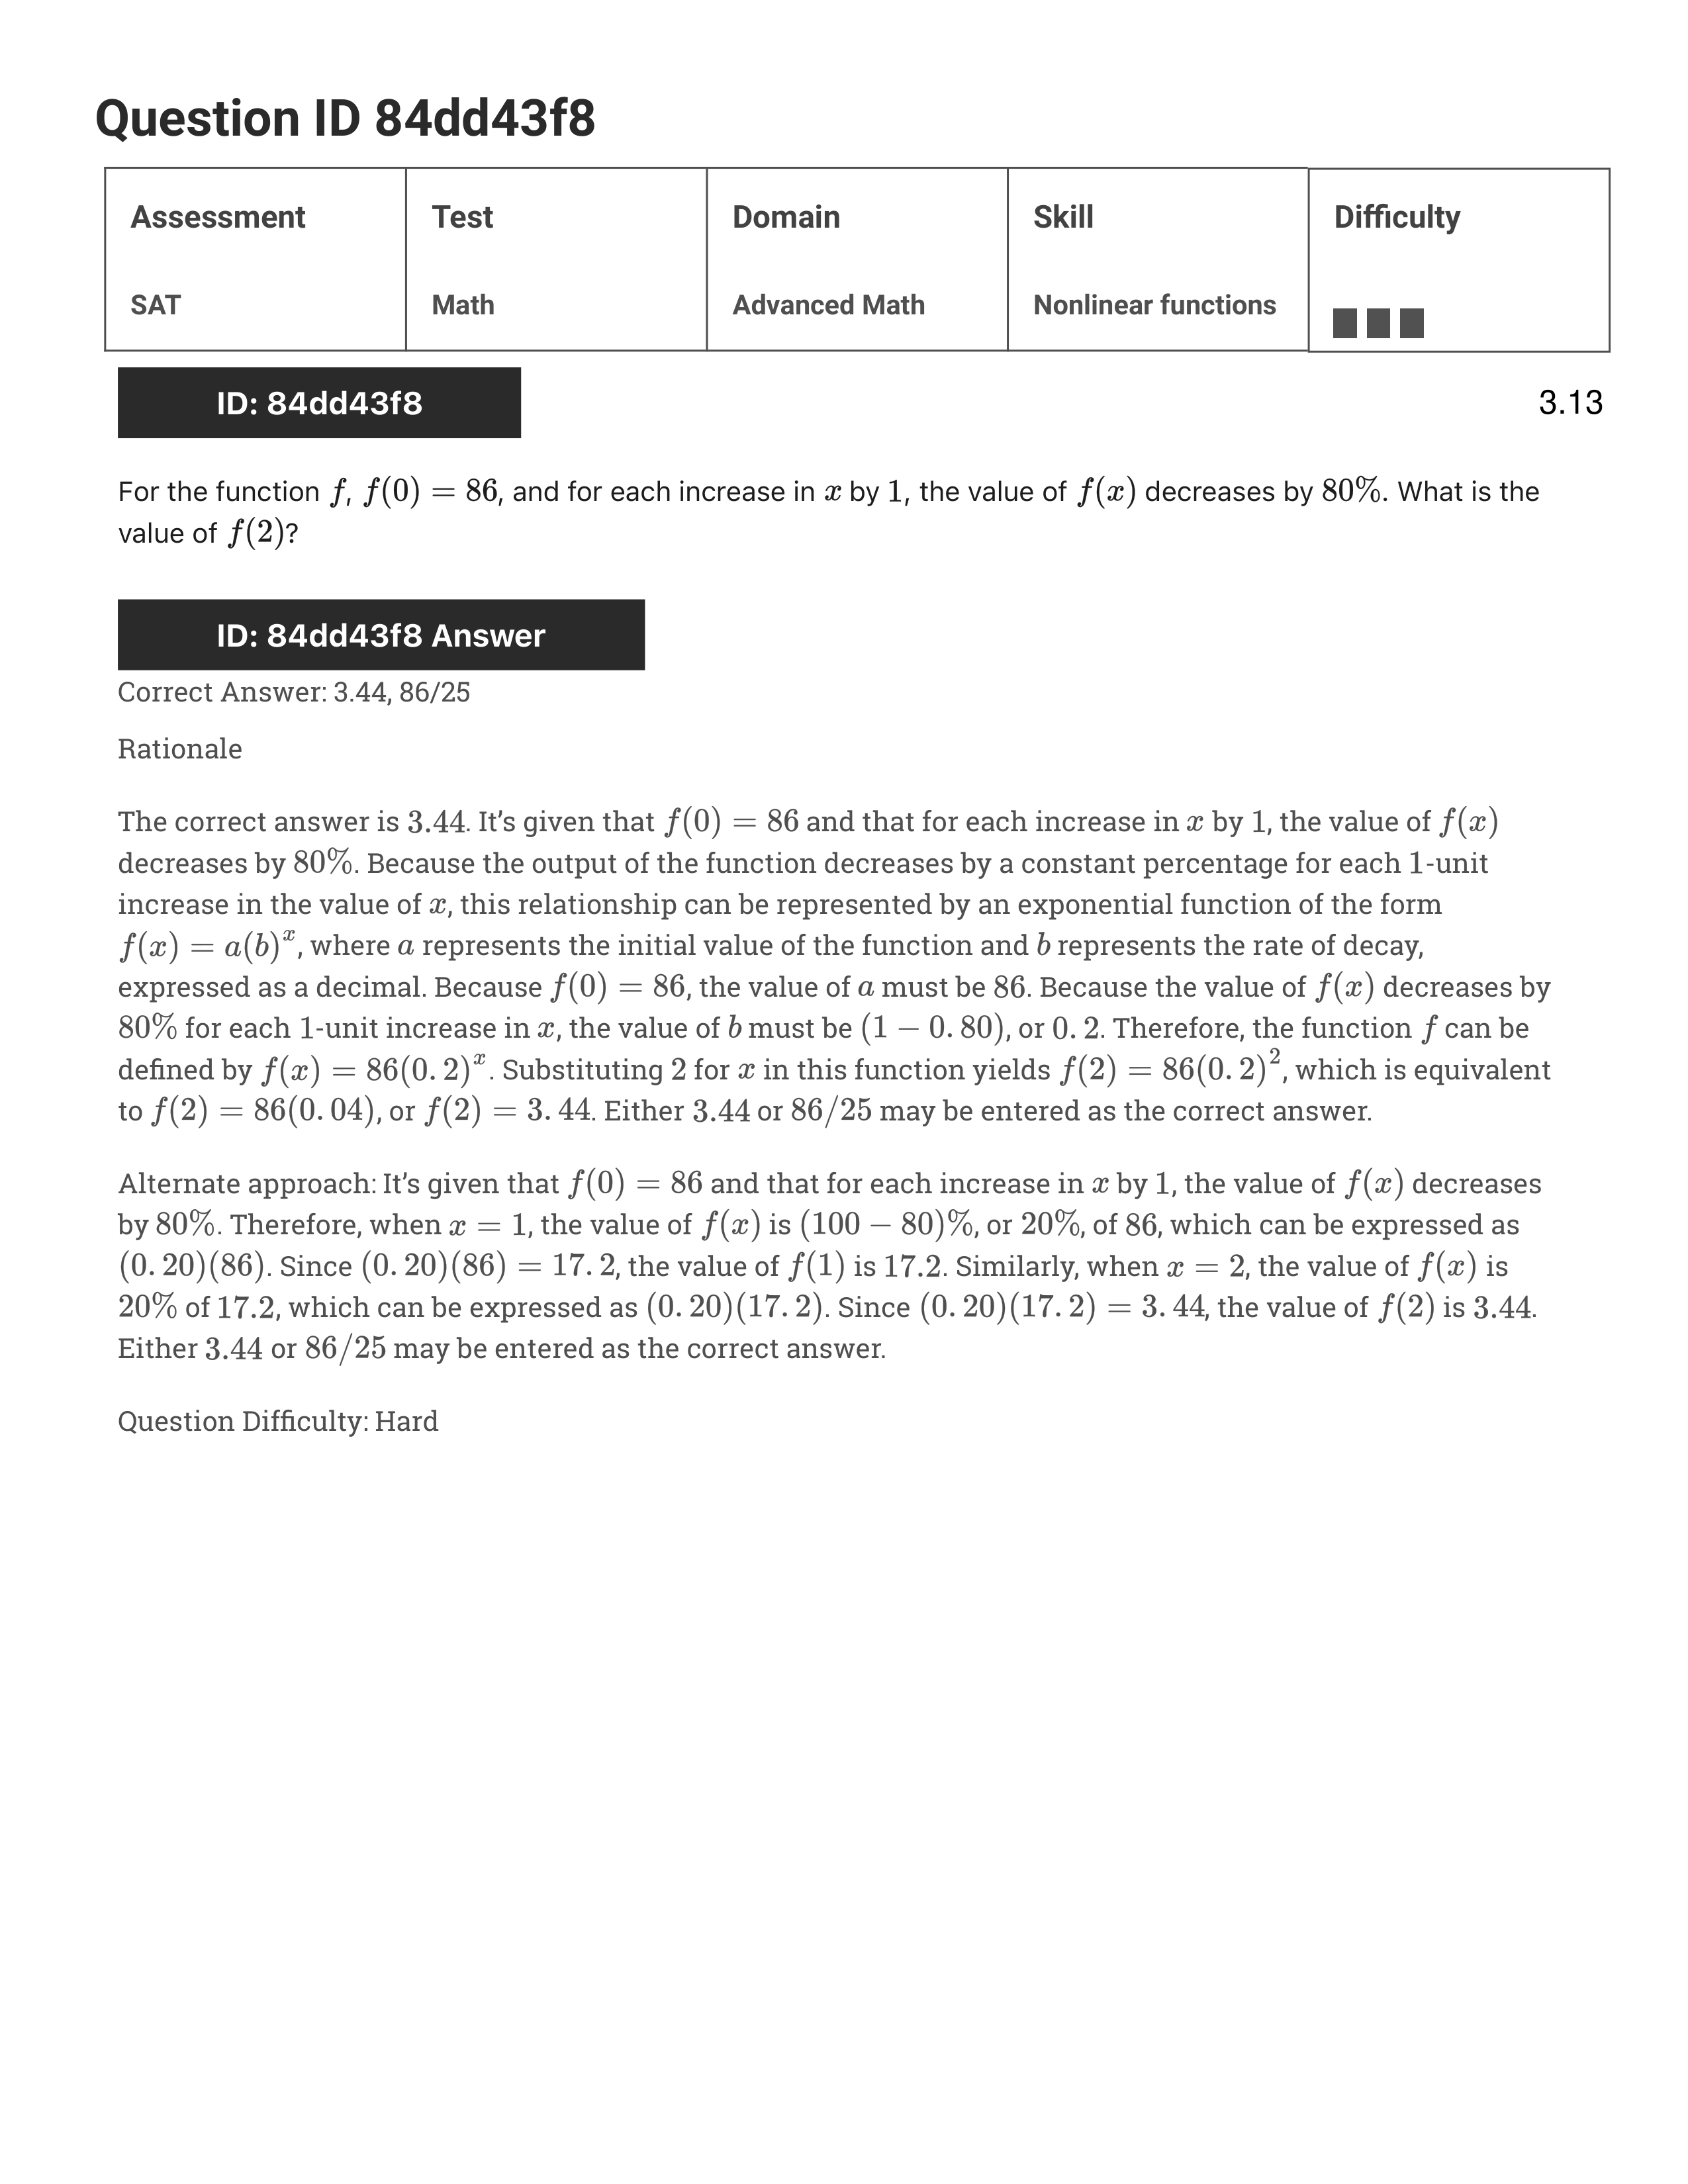 Question ID 84dd43f8
Assessment Test Domain Skill Difficulty
SAT Math Advanced Math Nonlinear functions
ID: 84dd43f8
3.13
For the function f, f(0) = 86, and for each increase in x by 1, the value of f(x) decreases by 80%. What is the
value of f(2)?
ID: 84dd43f8 Answer
Correct Answer: 3.44, 86/25
Rationale
The correct answer is 3.44. It’s given that f(0) = 86 and that for each increase in x by 1, the value of f(x)
decreases by 80%. Because the output of the function decreases by a constant percentage for each 1-unit
increase in the value of x, this relationship can be represented by an exponential function of the form
f(x) = a(b)^x, where a represents the initial value of the function and b represents the rate of decay,
expressed as a decimal. Because f(0) = 86, the value of a must be 86. Because the value of f(x) decreases by
80% for each 1-unit increase in x, the value of b must be (1 − 0.80), or 0.2. Therefore, the function f can be
defined by f(x) = 86(0.2)^x. Substituting 2 for x in this function yields f(2) = 86(0.2)^2, which is equivalent
to f(2) = 86(0.04), or f(2) = 3.44. Either 3.44 or 86/25 may be entered as the correct answer.
Alternate approach: It’s given that f(0) = 86 and that for each increase in x by 1, the value of f(x) decreases
by 80%. Therefore, when x = 1, the value of f(x) is (100 − 80)%, or 20%, of 86, which can be expressed as
(0.20)(86). Since (0.20)(86) = 17.2, the value of f(1) is 17.2. Similarly, when x = 2, the value of f(x) is
20% of 17.2, which can be expressed as (0.20)(17.2). Since (0.20)(17.2) = 3.44, the value of f(2) is 3.44.
Either 3.44 or 86/25 may be entered as the correct answer.
Question Difficulty: Hard